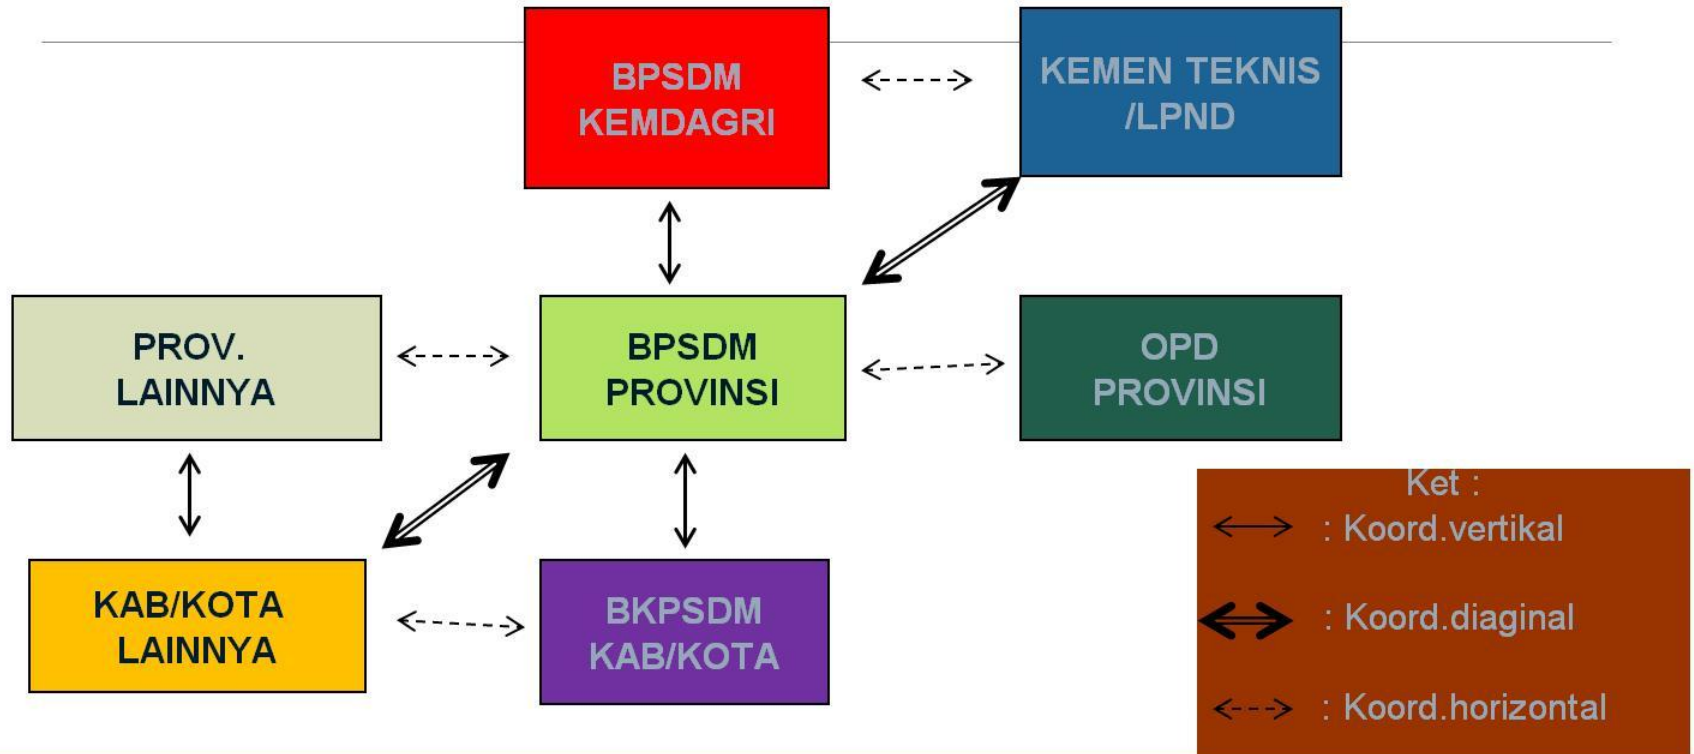 BPSDM
KEMDAGRI
KEMEN TEKNIS
/LPND
PROV.
LAINNYA
BPSDM
PROVINSI
OPD
PROVINSI
KAB/KOTA
LAINNYA
BKPSDM
KAB/KOTA
Ket :
: Koord.vertikal
: Koord.diaginal
: Koord.horizontal